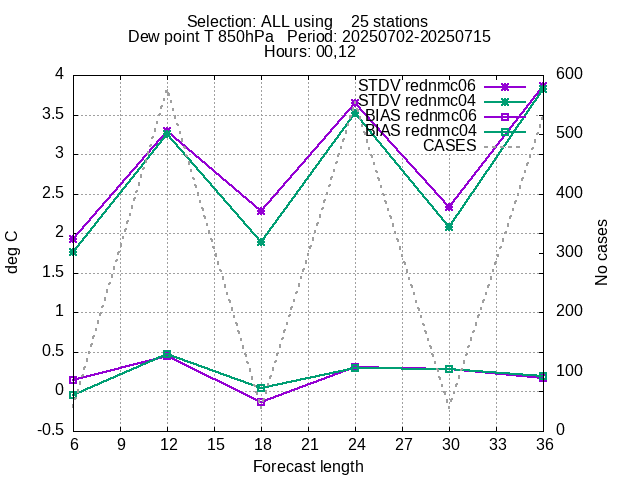 Selection: ALL using    25 stations
Dew point T 850hPa   Period: 20250702-20250715
Hours: 00,12
STDV rednmc06
STDV rednmc04
BIAS rednmc06
BIAS rednmc04
CASES
4
3.5
3
2.5
2
1.5
1
0.5
0
-0.5
deg C
600
500
400
300
200
100
0
No cases
6 9 12 15 18 21 24 27 30 33 36
Forecast length